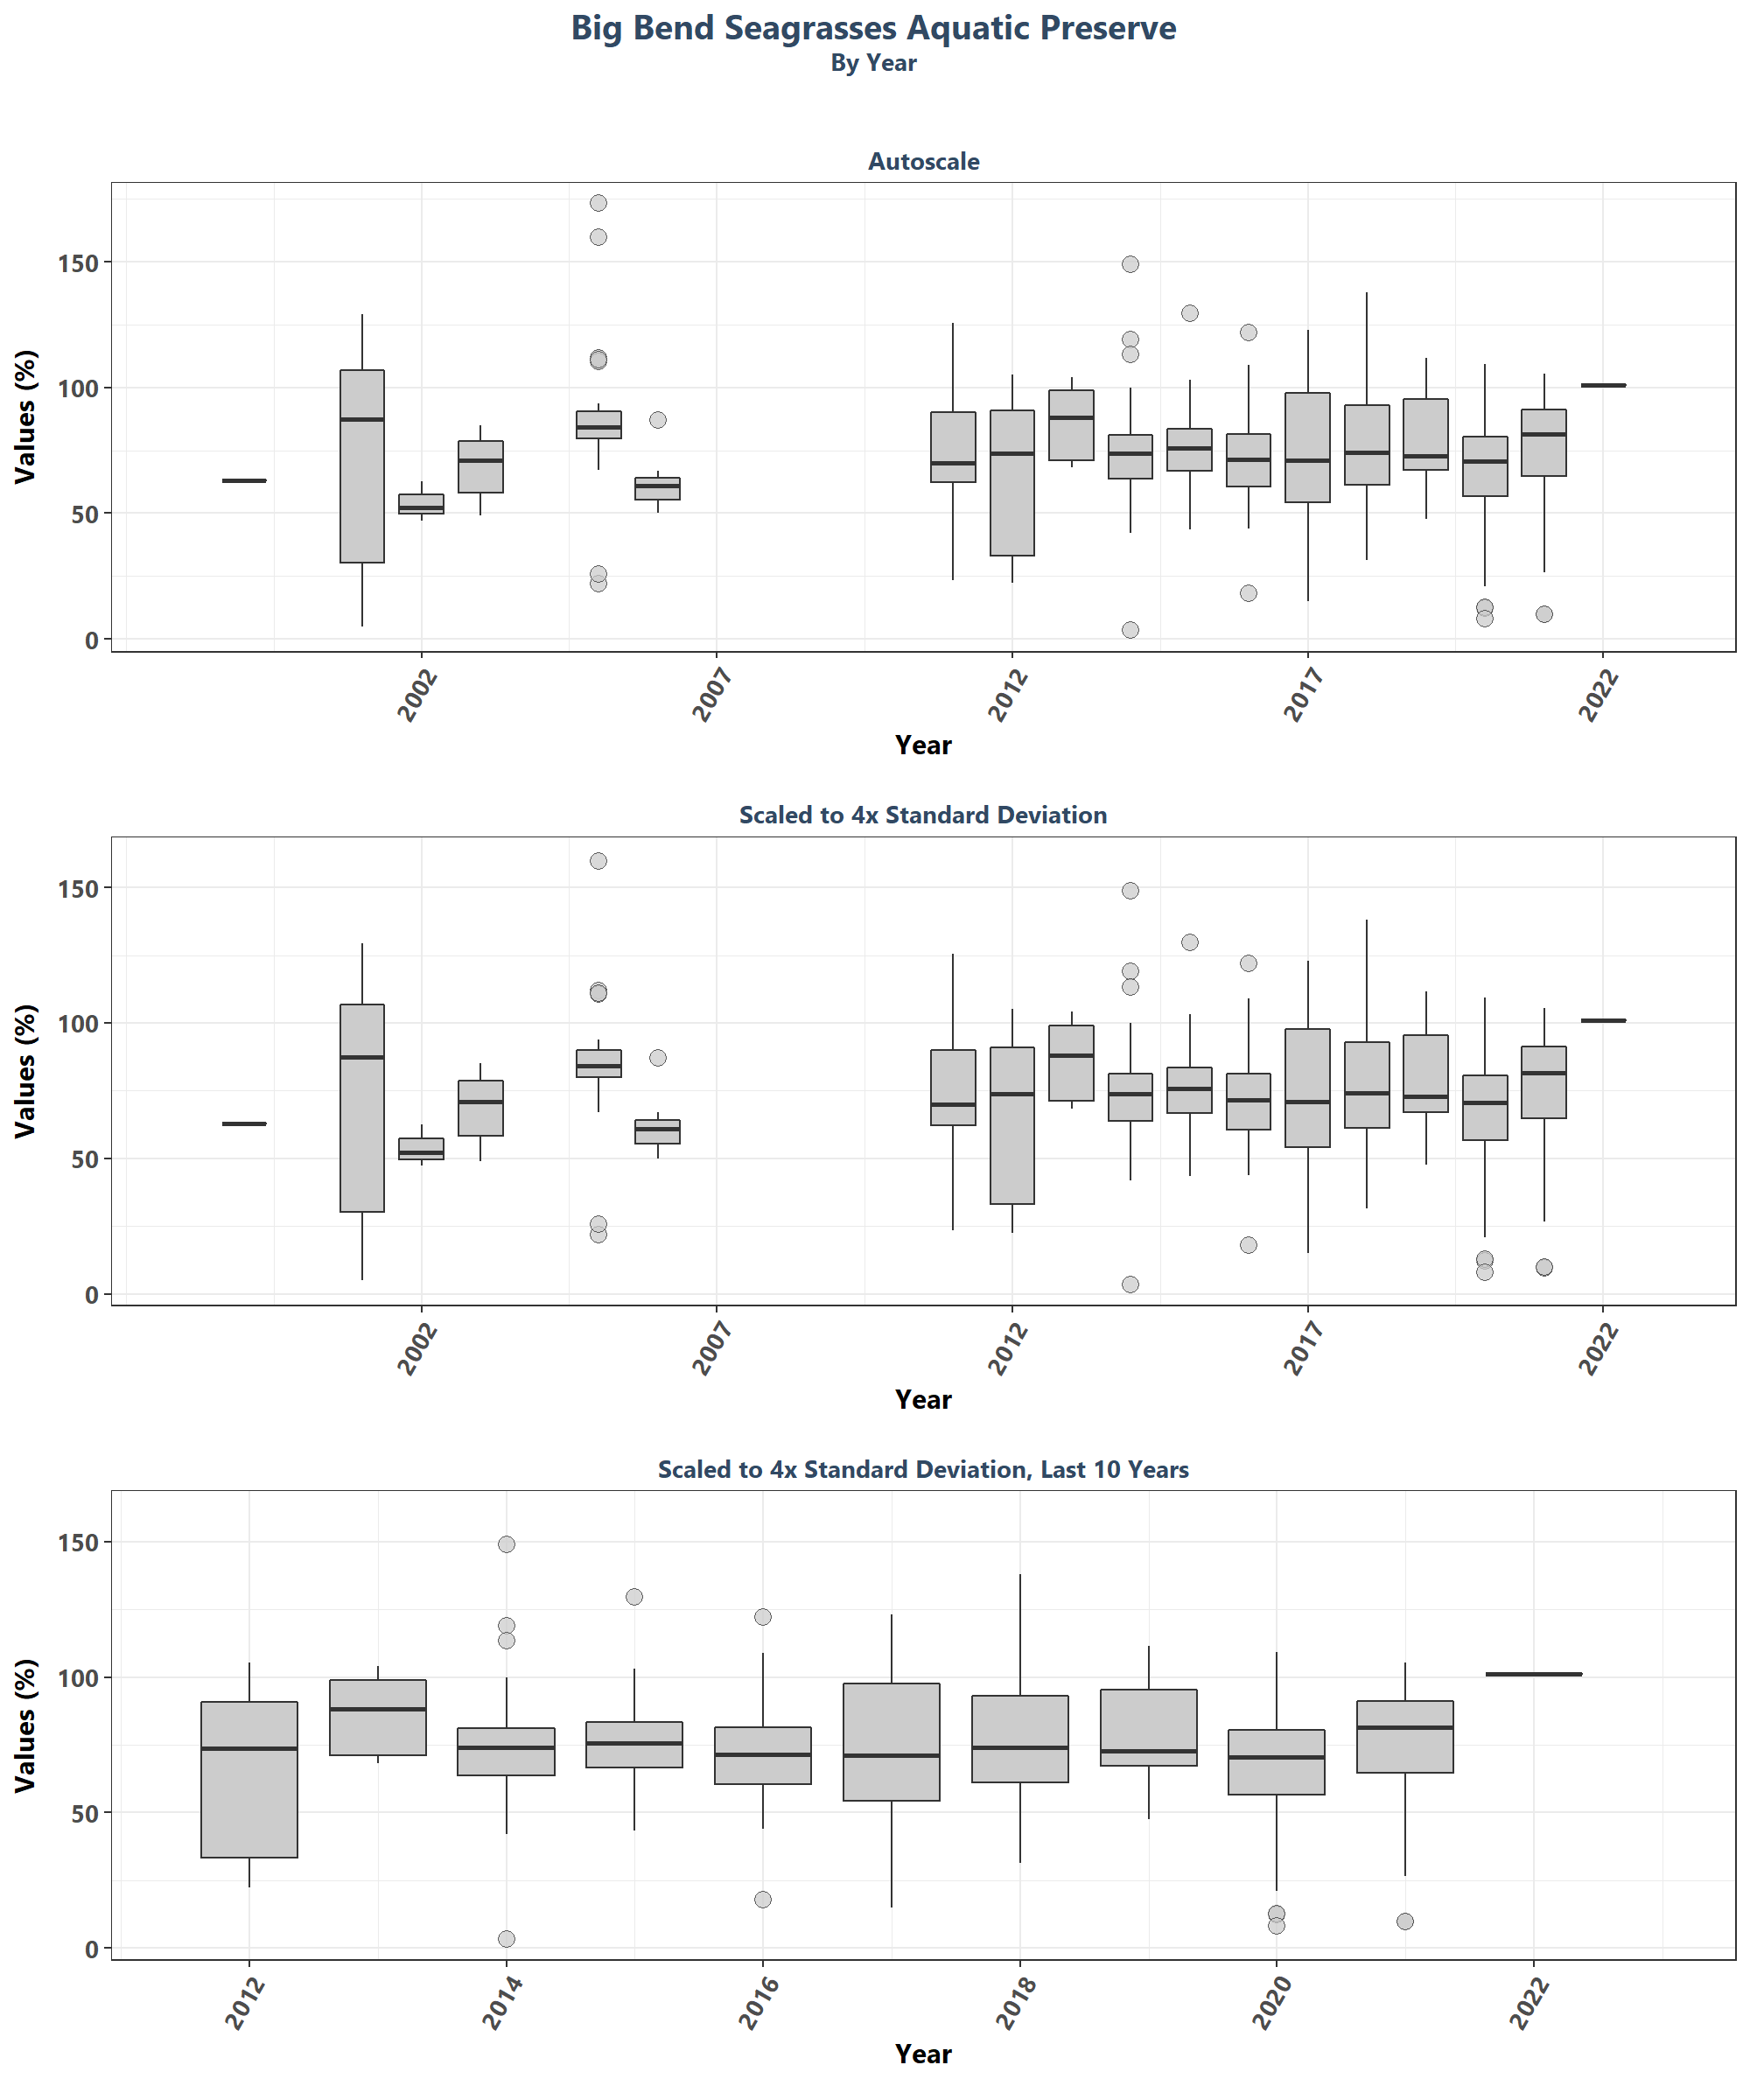 Big Bend Seagrasses Aquatic Preserve
By Year
Autoscale
Values (%)
150
100
50
0
2002
2007
2012
2017
2022
Year
Scaled to 4x Standard Deviation
Values (%)
150
100
50
0
2002
2007
2012
2017
2022
Year
Scaled to 4x Standard Deviation, Last 10 Years
Values (%)
150
100
50
0
2012
2014
2016
2018
2020
2022
Year